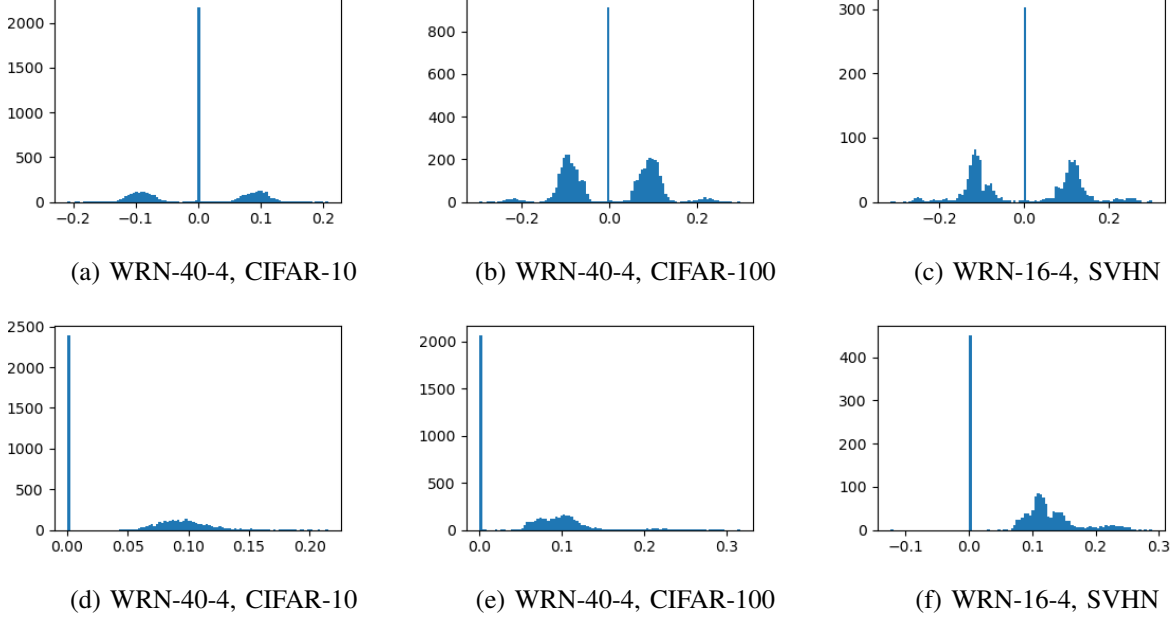 2000
1500
1000
500
0
−0.2 −0.1 0.0 0.1 0.2
800
600
400
200
0
−0.2 0.0 0.2
300
200
100
0
−0.2 0.0 0.2
(a) WRN-40-4, CIFAR-10
(b) WRN-40-4, CIFAR-100
(c) WRN-16-4, SVHN
2500
2000
1500
1000
500
0
0.00 0.05 0.10 0.15 0.20
2000
1500
1000
500
0
0.0 0.1 0.2 0.3
400
300
200
100
0
−0.1 0.0 0.1 0.2 0.3
(d) WRN-40-4, CIFAR-10
(e) WRN-40-4, CIFAR-100
(f) WRN-16-4, SVHN